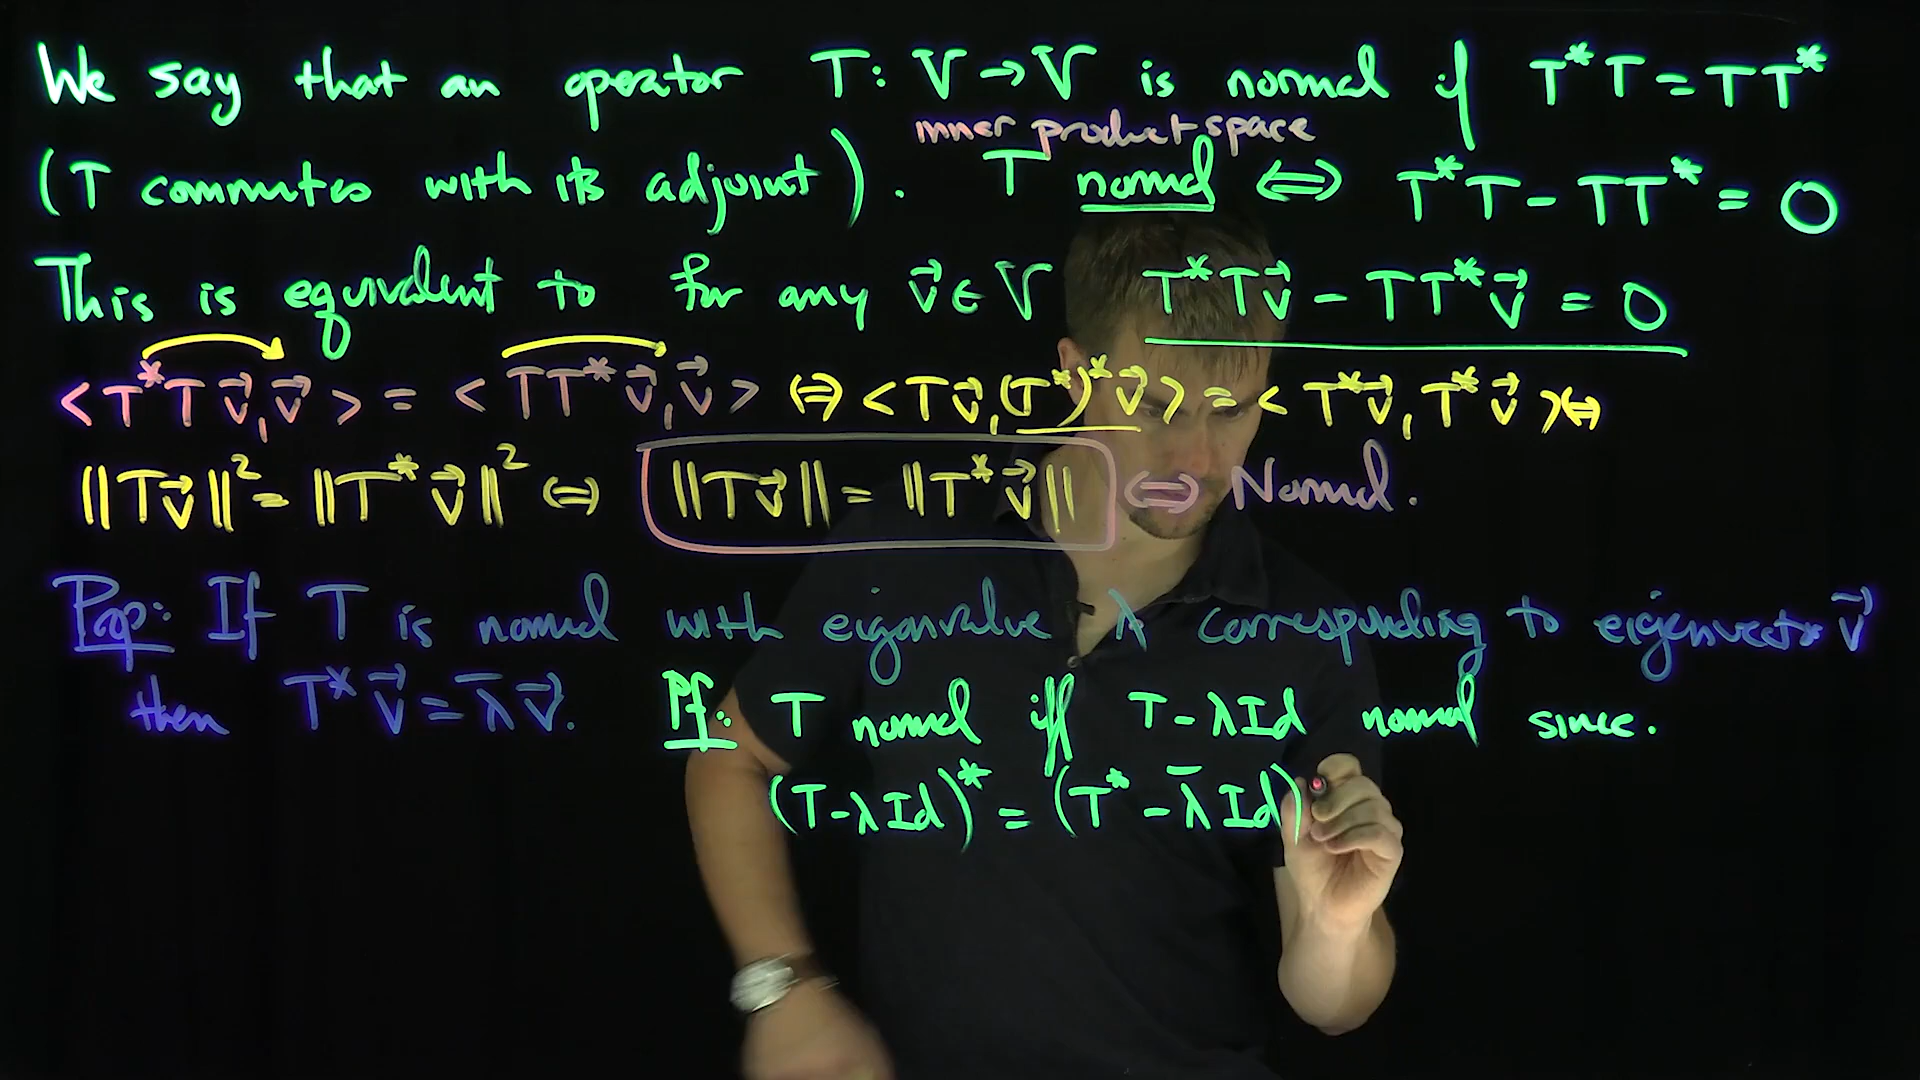 We say that an operator T: V → V is normal if T*T = TT*
inner product space
(T commutes with its adjoint). T normal ⇔ T*T - TT* = 0
This is equivalent to for any v⃗ ∈ V T*Tv⃗ - TT*v⃗ = 0
<T*Tv⃗,v⃗> = <TT*v⃗,v⃗> ⇔ <Tv⃗,(T*)*v⃗> = <T*v⃗,T*v⃗> ⇔
||Tv⃗||² = ||T*v⃗||² ⇔ ||Tv⃗|| = ||T*v⃗|| ⇔ Normal.
Prop: If T is normal with eigenvalue λ corresponding to eigenvector v⃗
then T*v⃗ = λ̄v⃗. Pf: T normal iff T-λId normal since.
(T-λId)* = (T* - λ̄Id)